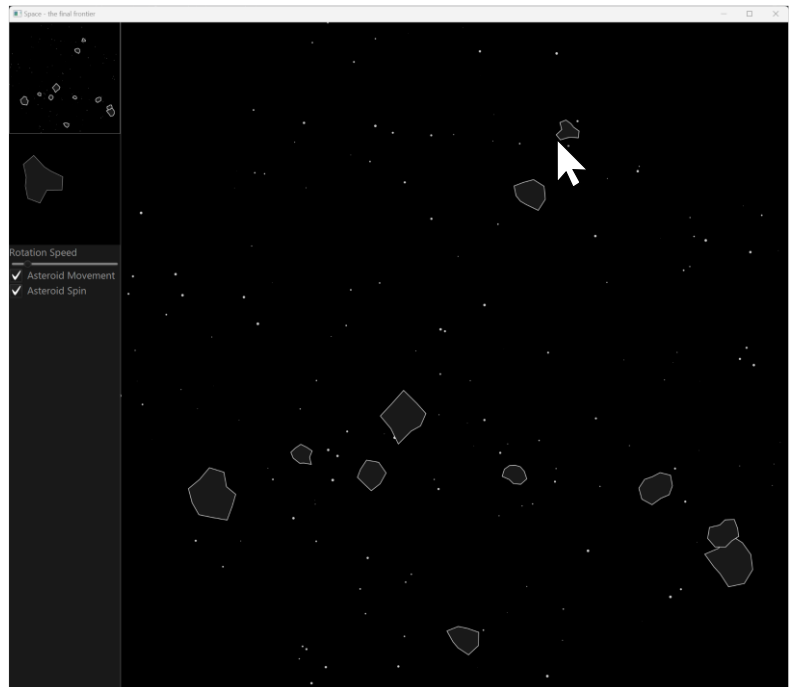 Space - the final frontier
Rotation Speed
Asteroid Movement
Asteroid Spin